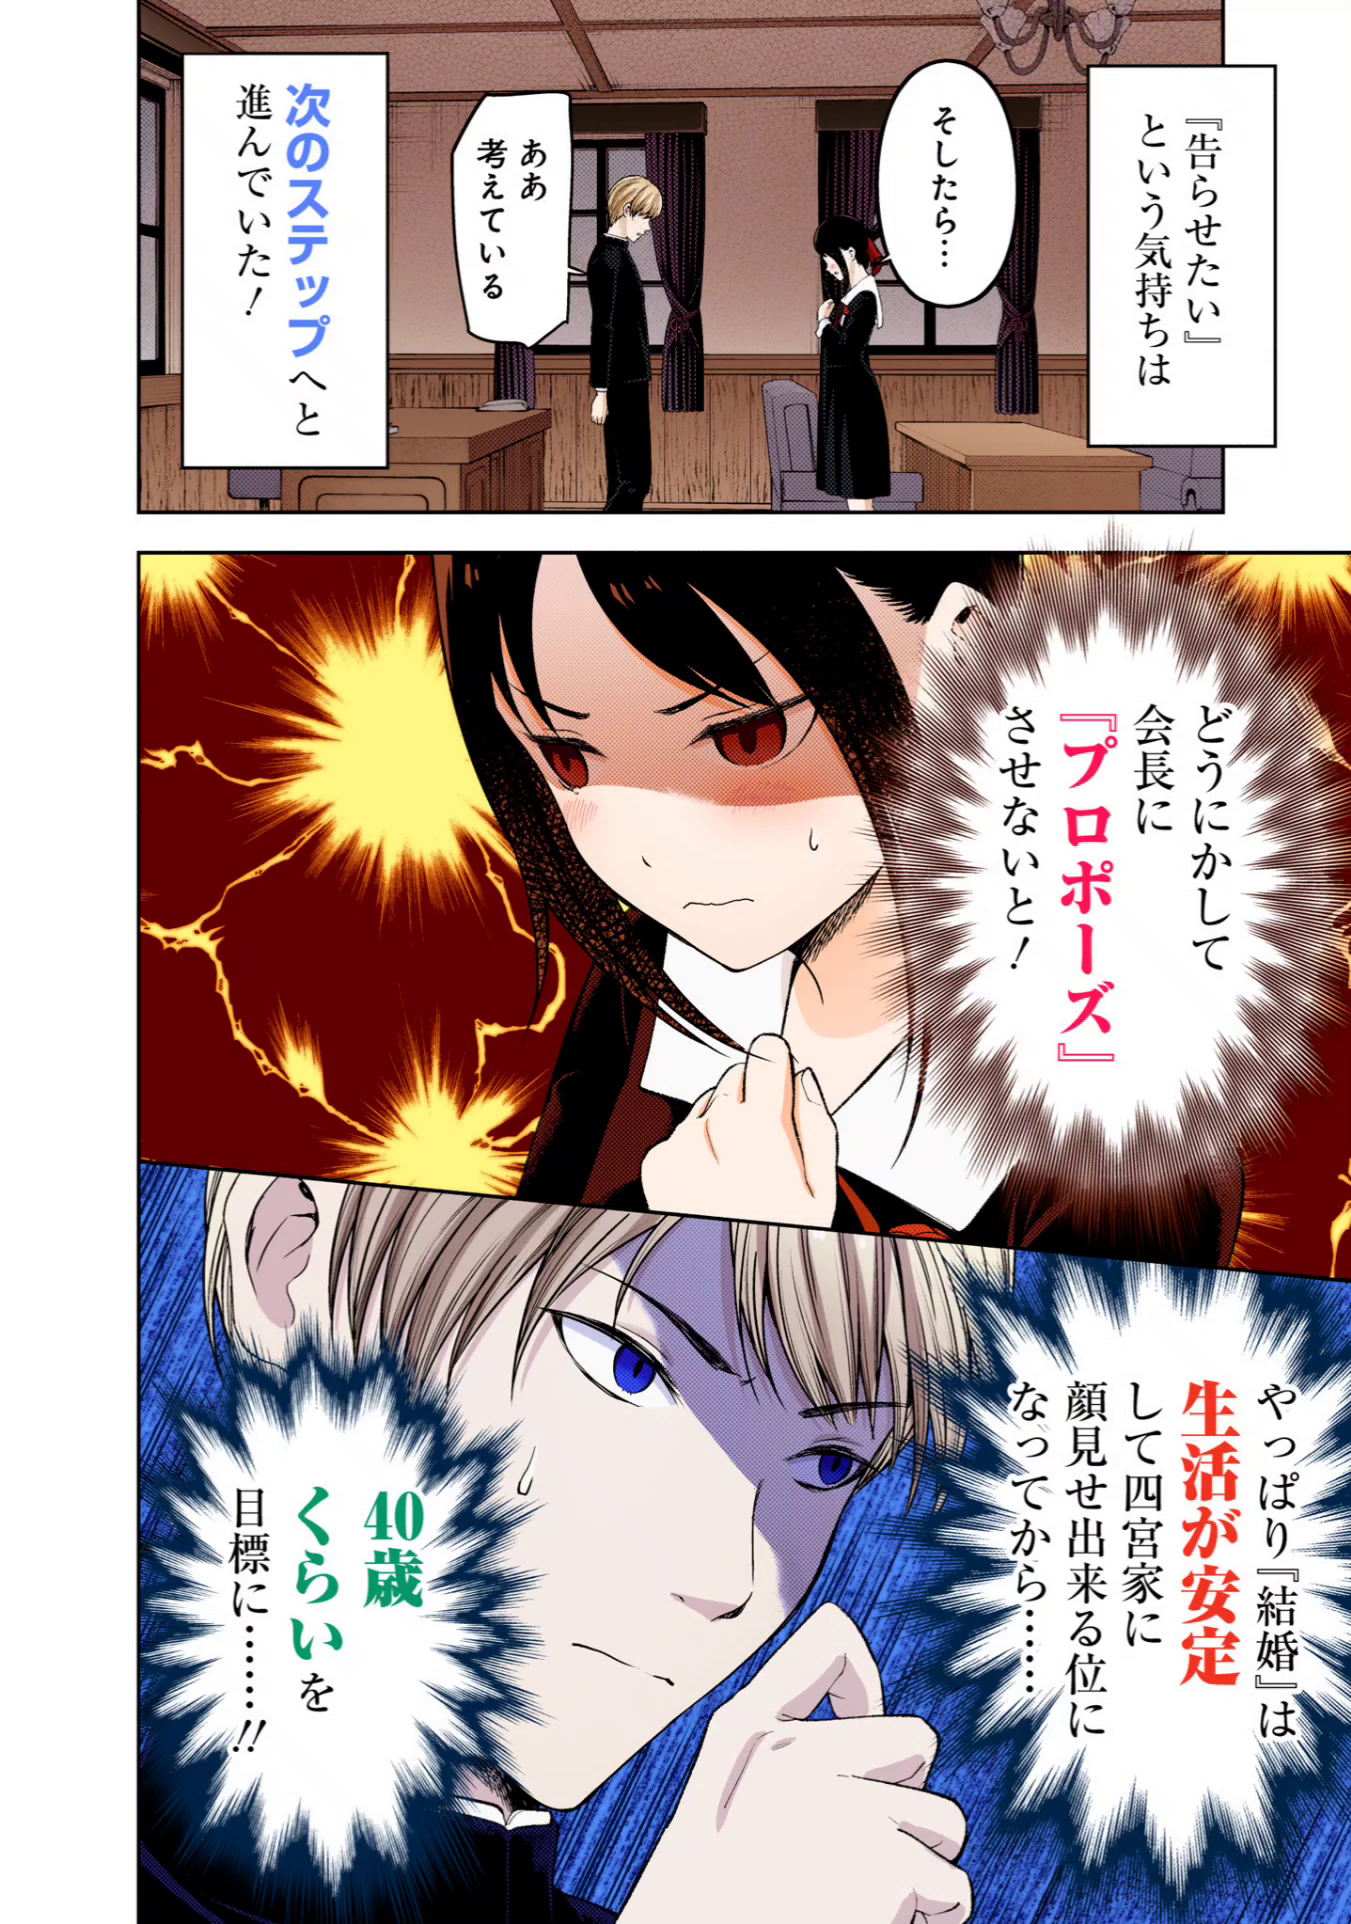 『告らせたい』
という気持ちは
そしたら…
ああ
考えている
次のステップへと
進んでいた！
どうにかして
会長に
『プロポーズ』
させないと！
やっぱり『結婚』は
生活が安定
して四宮家に
顔見せ出来る位に
なってから……
40歳
くらいを
目標に……!!